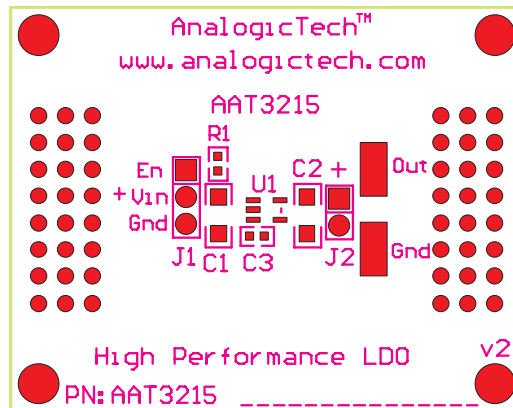 AnalogicTech™
www.analogictech.com
AAT3215
R1
En
U1
C2 +
Out
+Vin
Gnd
Gnd
J1 C1 C3 J2
High Performance LDO
v2
PN: AAT3215 _______________